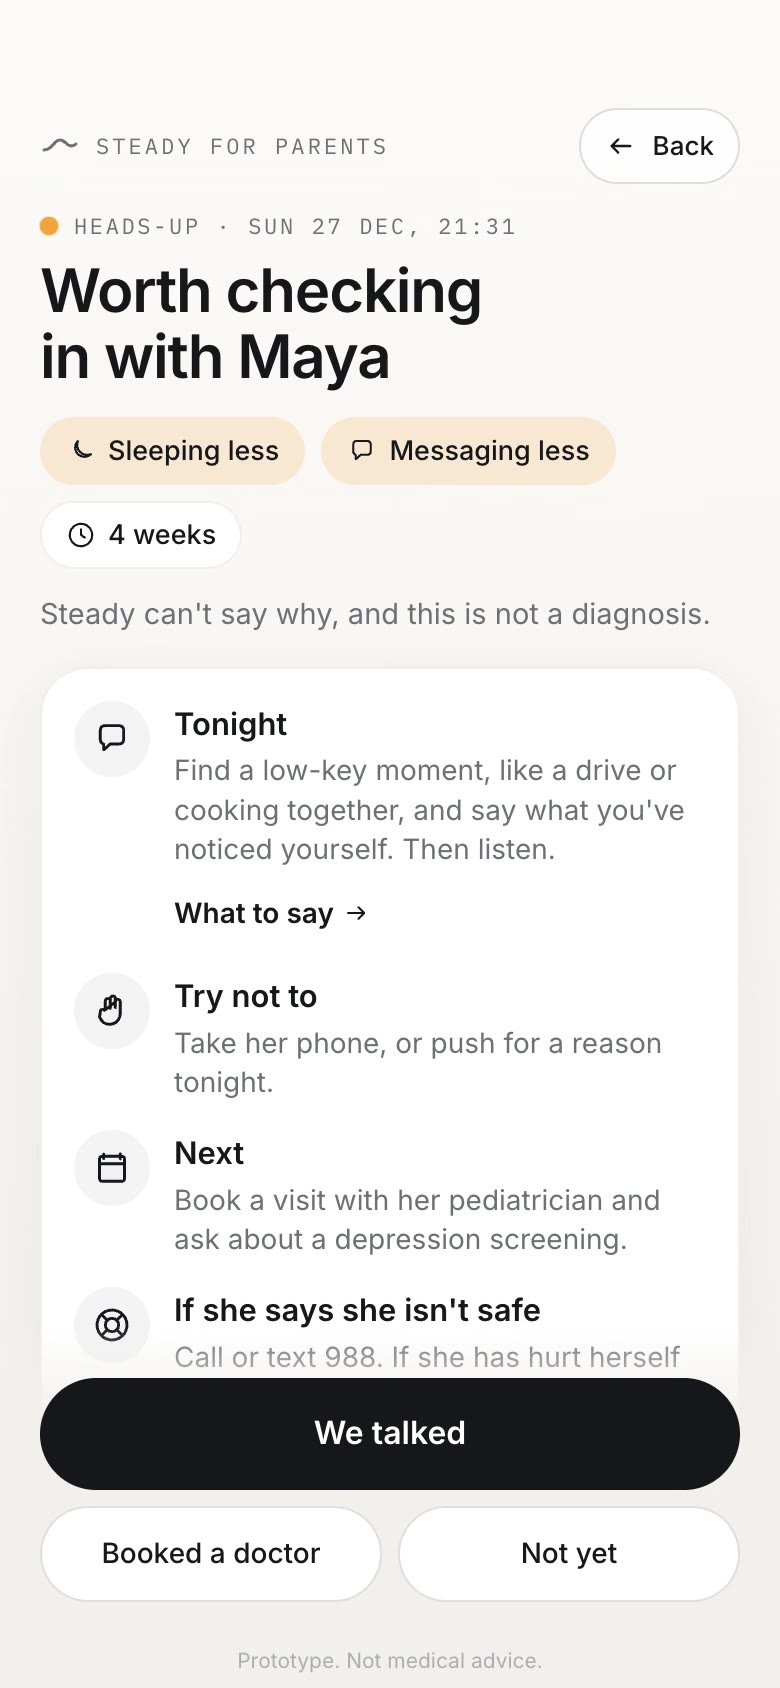 STEADY FOR PARENTS
← Back
HEADS-UP · SUN 27 DEC, 21:31
Worth checking
in with Maya
Sleeping less
Messaging less
4 weeks
Steady can't say why, and this is not a diagnosis.
Tonight
Find a low-key moment, like a drive or
cooking together, and say what you've
noticed yourself. Then listen.
What to say →
Try not to
Take her phone, or push for a reason
tonight.
Next
Book a visit with her pediatrician and
ask about a depression screening.
If she says she isn't safe
Call or text 988. If she has hurt herself
We talked
Booked a doctor
Not yet
Prototype. Not medical advice.